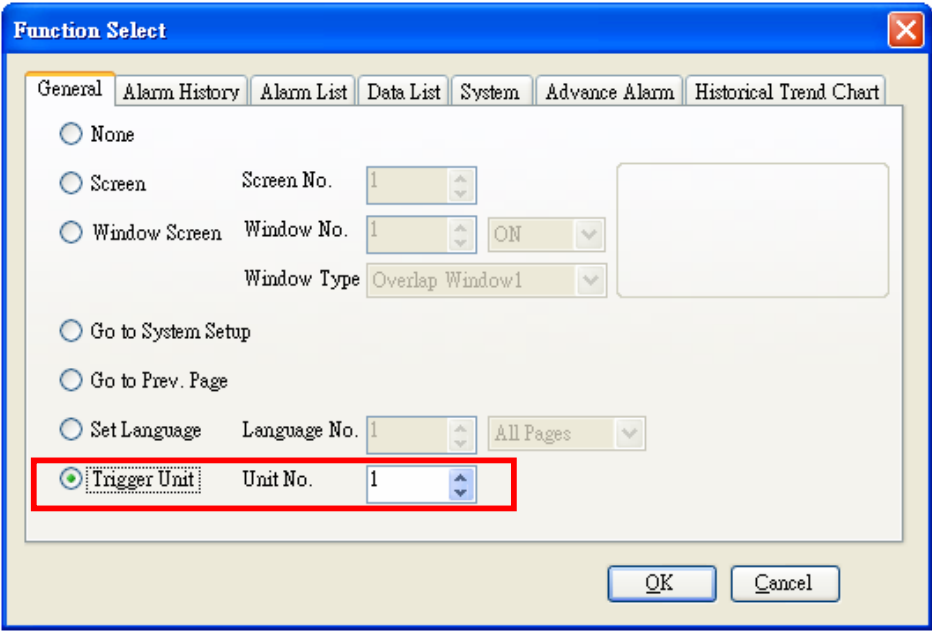 Function Select
General Alarm History Alarm List Data List System Advance Alarm Historical Trend Chart
None
Screen Screen No. 1
Window Screen Window No. 1 ON
Window Type Overlap Window1
Go to System Setup
Go to Prev. Page
Set Language Language No. 1 All Pages
Trigger Unit Unit No. 1
OK Cancel